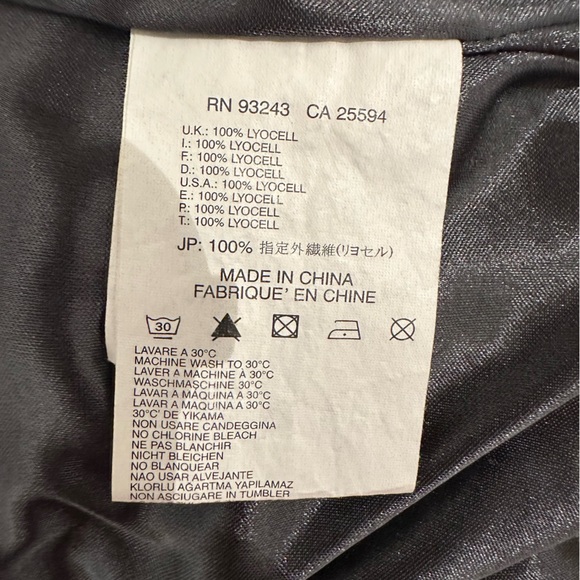 RN 93243 CA 25594
U.K.: 100% LYOCELL
I.: 100% LYOCELL
F.: 100% LYOCELL
D.: 100% LYOCELL
U.S.A.: 100% LYOCELL
E.: 100% LYOCELL
P.: 100% LYOCELL
T.: 100% LYOCELL
JP: 100% 指定外繊維(リヨセル)
MADE IN CHINA
FABRIQUE' EN CHINE
30
LAVARE A 30°C
MACHINE WASH TO 30°C
LAVER A MACHINE À 30°C
WASCHMASCHINE 30°C
LAVAR A MAQUINA A 30°C
LAVAR A MÁQUINA A 30°C
30°C' DE YIKAMA
NON USARE CANDEGGINA
NO CHLORINE BLEACH
NE PAS BLANCHIR
NICHT BLEICHEN
NO BLANQUEAR
NAO USAR ALVEJANTE
KLORLU AĞARTMA YAPILAMAZ
NON ASCIUGARE IN TUMBLER